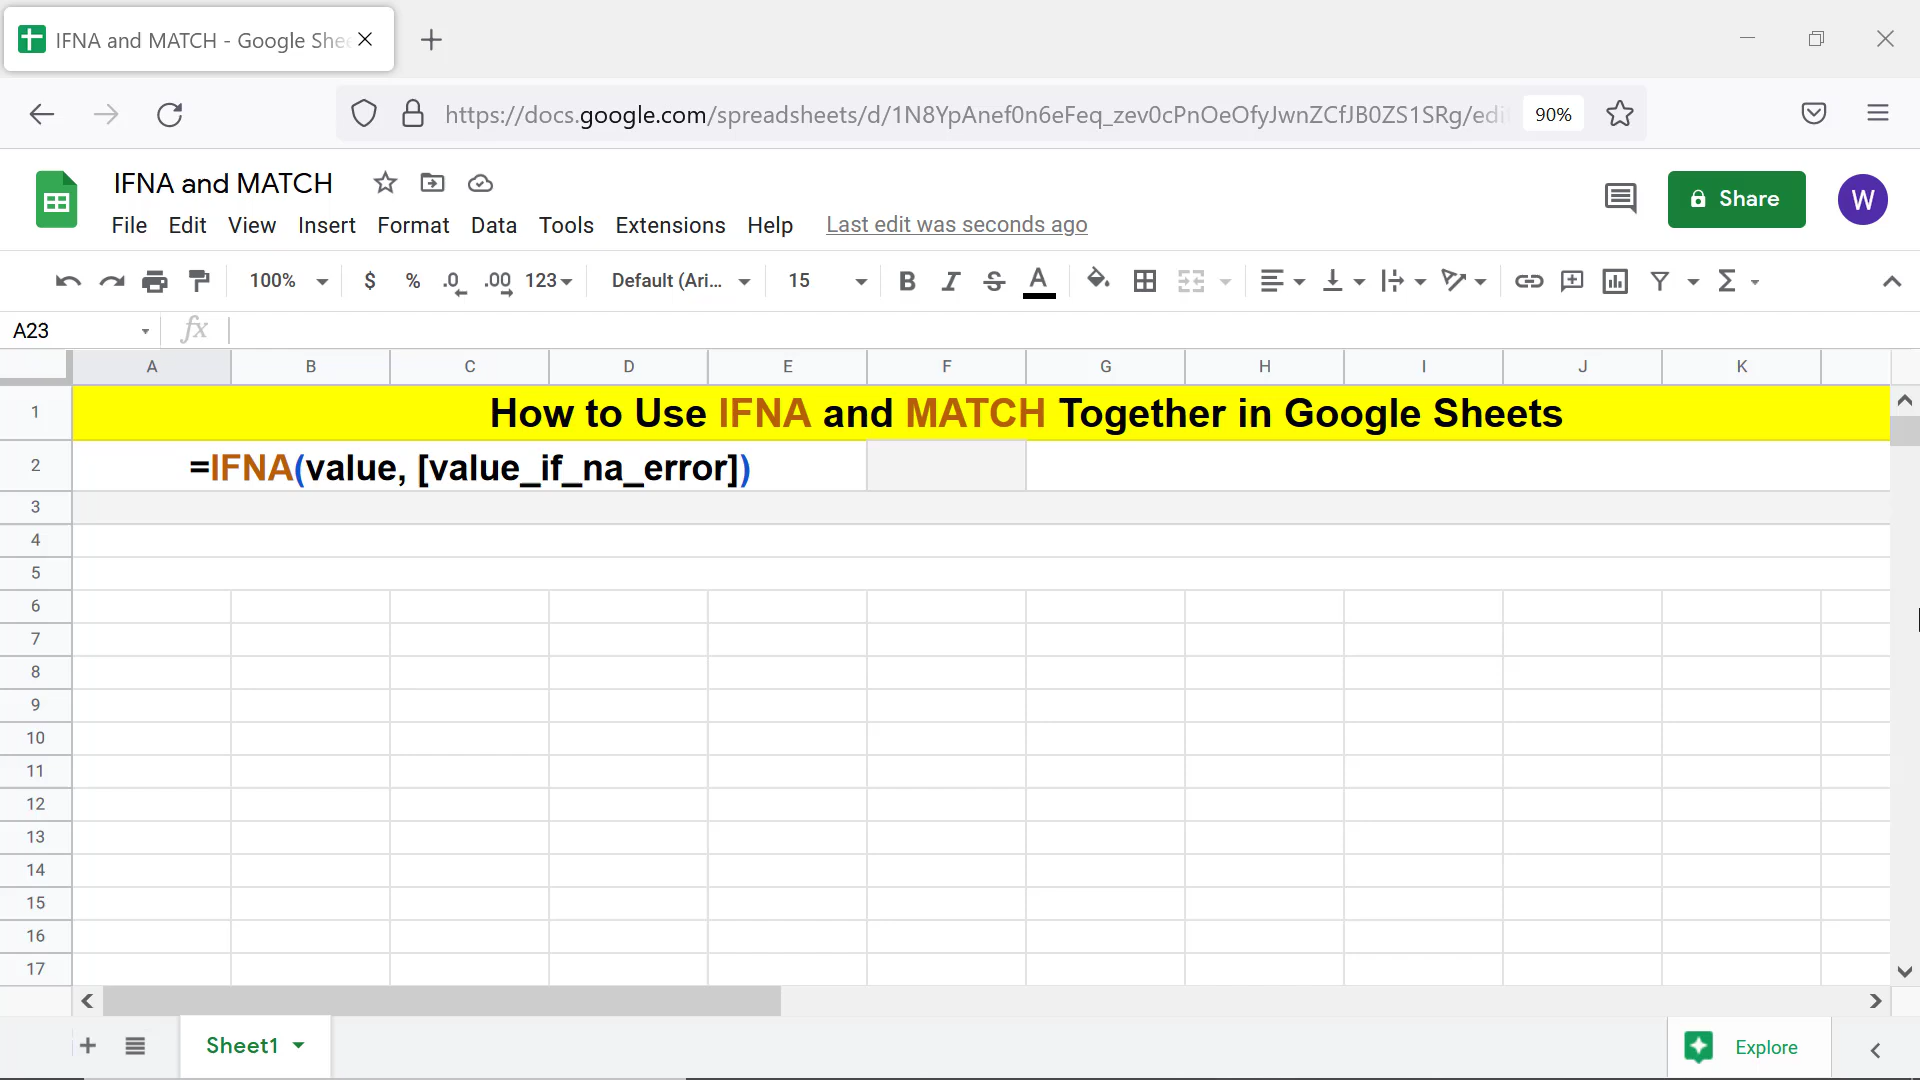 IFNA and MATCH - Google Shee
https://docs.google.com/spreadsheets/d/1N8YpAnef0n6eFeq_zev0cPnOeOfyJwnZCfJB0ZS1SRg/edi
90%
IFNA and MATCH
File Edit View Insert Format Data Tools Extensions Help Last edit was seconds ago
Share
W
100% $ % .0 .00 123 Default (Ari... 15 B I S A Σ
A23 fx
A B C D E F G H I J K
1 How to Use IFNA and MATCH Together in Google Sheets
2 =IFNA(value, [value_if_na_error])
3
4
5
6
7
8
9
10
11
12
13
14
15
16
17
Sheet1
Explore